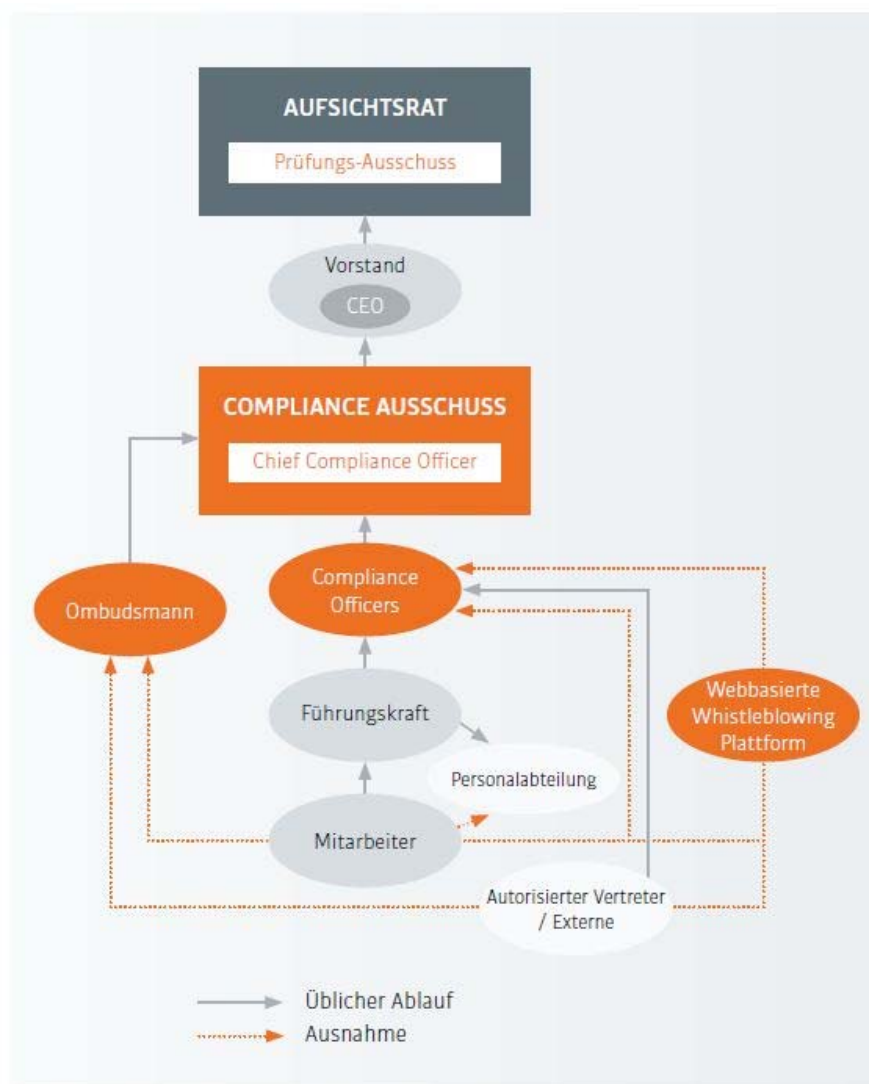 AUFSICHTSRAT
Prüfungs-Ausschuss
Vorstand
CEO
COMPLIANCE AUSSCHUSS
Chief Compliance Officer
Compliance
Officers
Ombudsmann
Führungskraft
Webbasierte
Whistleblowing
Plattform
Personalabteilung
Mitarbeiter
Autorisierter Vertreter
/ Externe
Üblicher Ablauf
Ausnahme